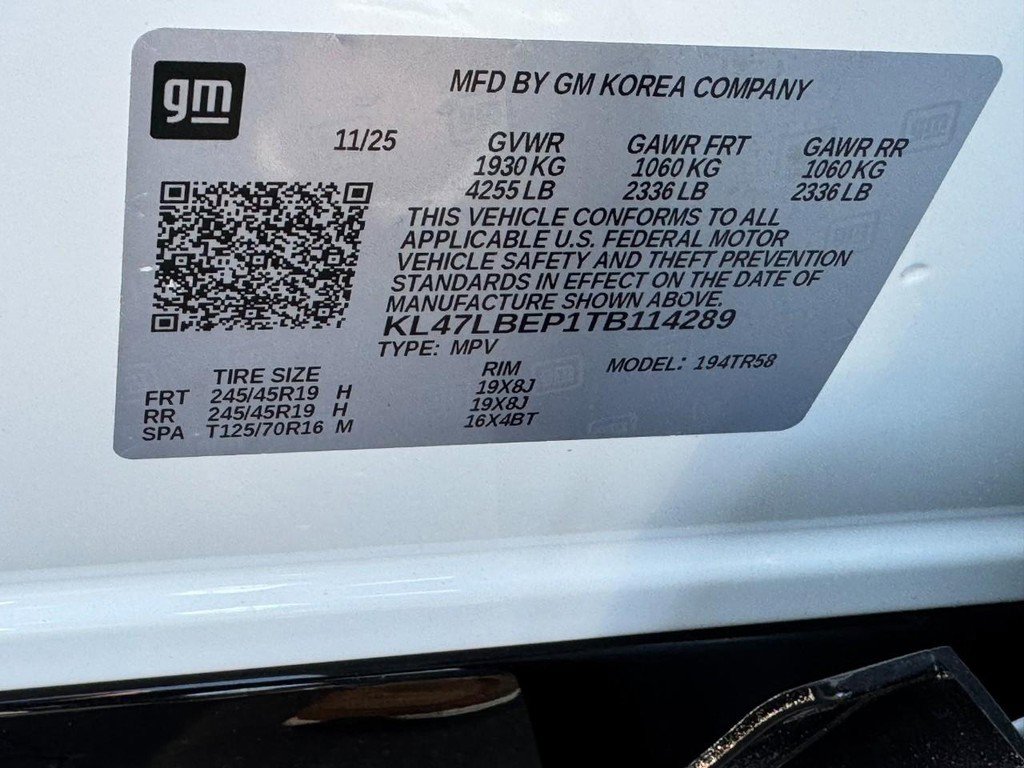 gm
MFD BY GM KOREA COMPANY
11/25 GVWR GAWR FRT GAWR RR
1930 KG 1060 KG 1060 KG
4255 LB 2336 LB 2336 LB
THIS VEHICLE CONFORMS TO ALL
APPLICABLE U.S. FEDERAL MOTOR
VEHICLE SAFETY AND THEFT PREVENTION
STANDARDS IN EFFECT ON THE DATE OF
MANUFACTURE SHOWN ABOVE.
KL47LBEP1TB114289
TYPE: MPV MODEL: 194TR58
TIRE SIZE RIM
FRT 245/45R19 H 19X8J
RR 245/45R19 H 19X8J
SPA T125/70R16 M 16X4BT